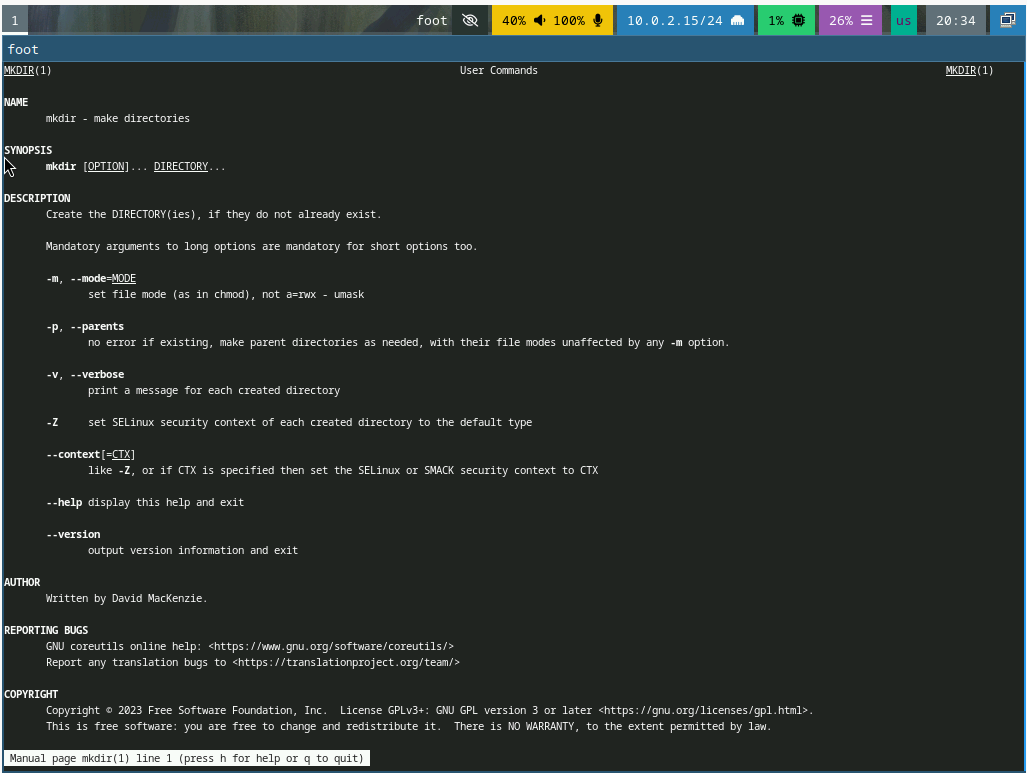 1 foot 40% 100% 10.0.2.15/24 1% 26% us 20:34
foot
MKDIR(1) User Commands MKDIR(1)
NAME
mkdir - make directories
SYNOPSIS
mkdir [OPTION]... DIRECTORY...
DESCRIPTION
Create the DIRECTORY(ies), if they do not already exist.
Mandatory arguments to long options are mandatory for short options too.
-m, --mode=MODE
set file mode (as in chmod), not a=rwx - umask
-p, --parents
no error if existing, make parent directories as needed, with their file modes unaffected by any -m option.
-v, --verbose
print a message for each created directory
-Z set SELinux security context of each created directory to the default type
--context[=CTX]
like -Z, or if CTX is specified then set the SELinux or SMACK security context to CTX
--help display this help and exit
--version
output version information and exit
AUTHOR
Written by David MacKenzie.
REPORTING BUGS
GNU coreutils online help: <https://www.gnu.org/software/coreutils/>
Report any translation bugs to <https://translationproject.org/team/>
COPYRIGHT
Copyright © 2023 Free Software Foundation, Inc. License GPLv3+: GNU GPL version 3 or later <https://gnu.org/licenses/gpl.html>.
This is free software: you are free to change and redistribute it. There is NO WARRANTY, to the extent permitted by law.
Manual page mkdir(1) line 1 (press h for help or q to quit)